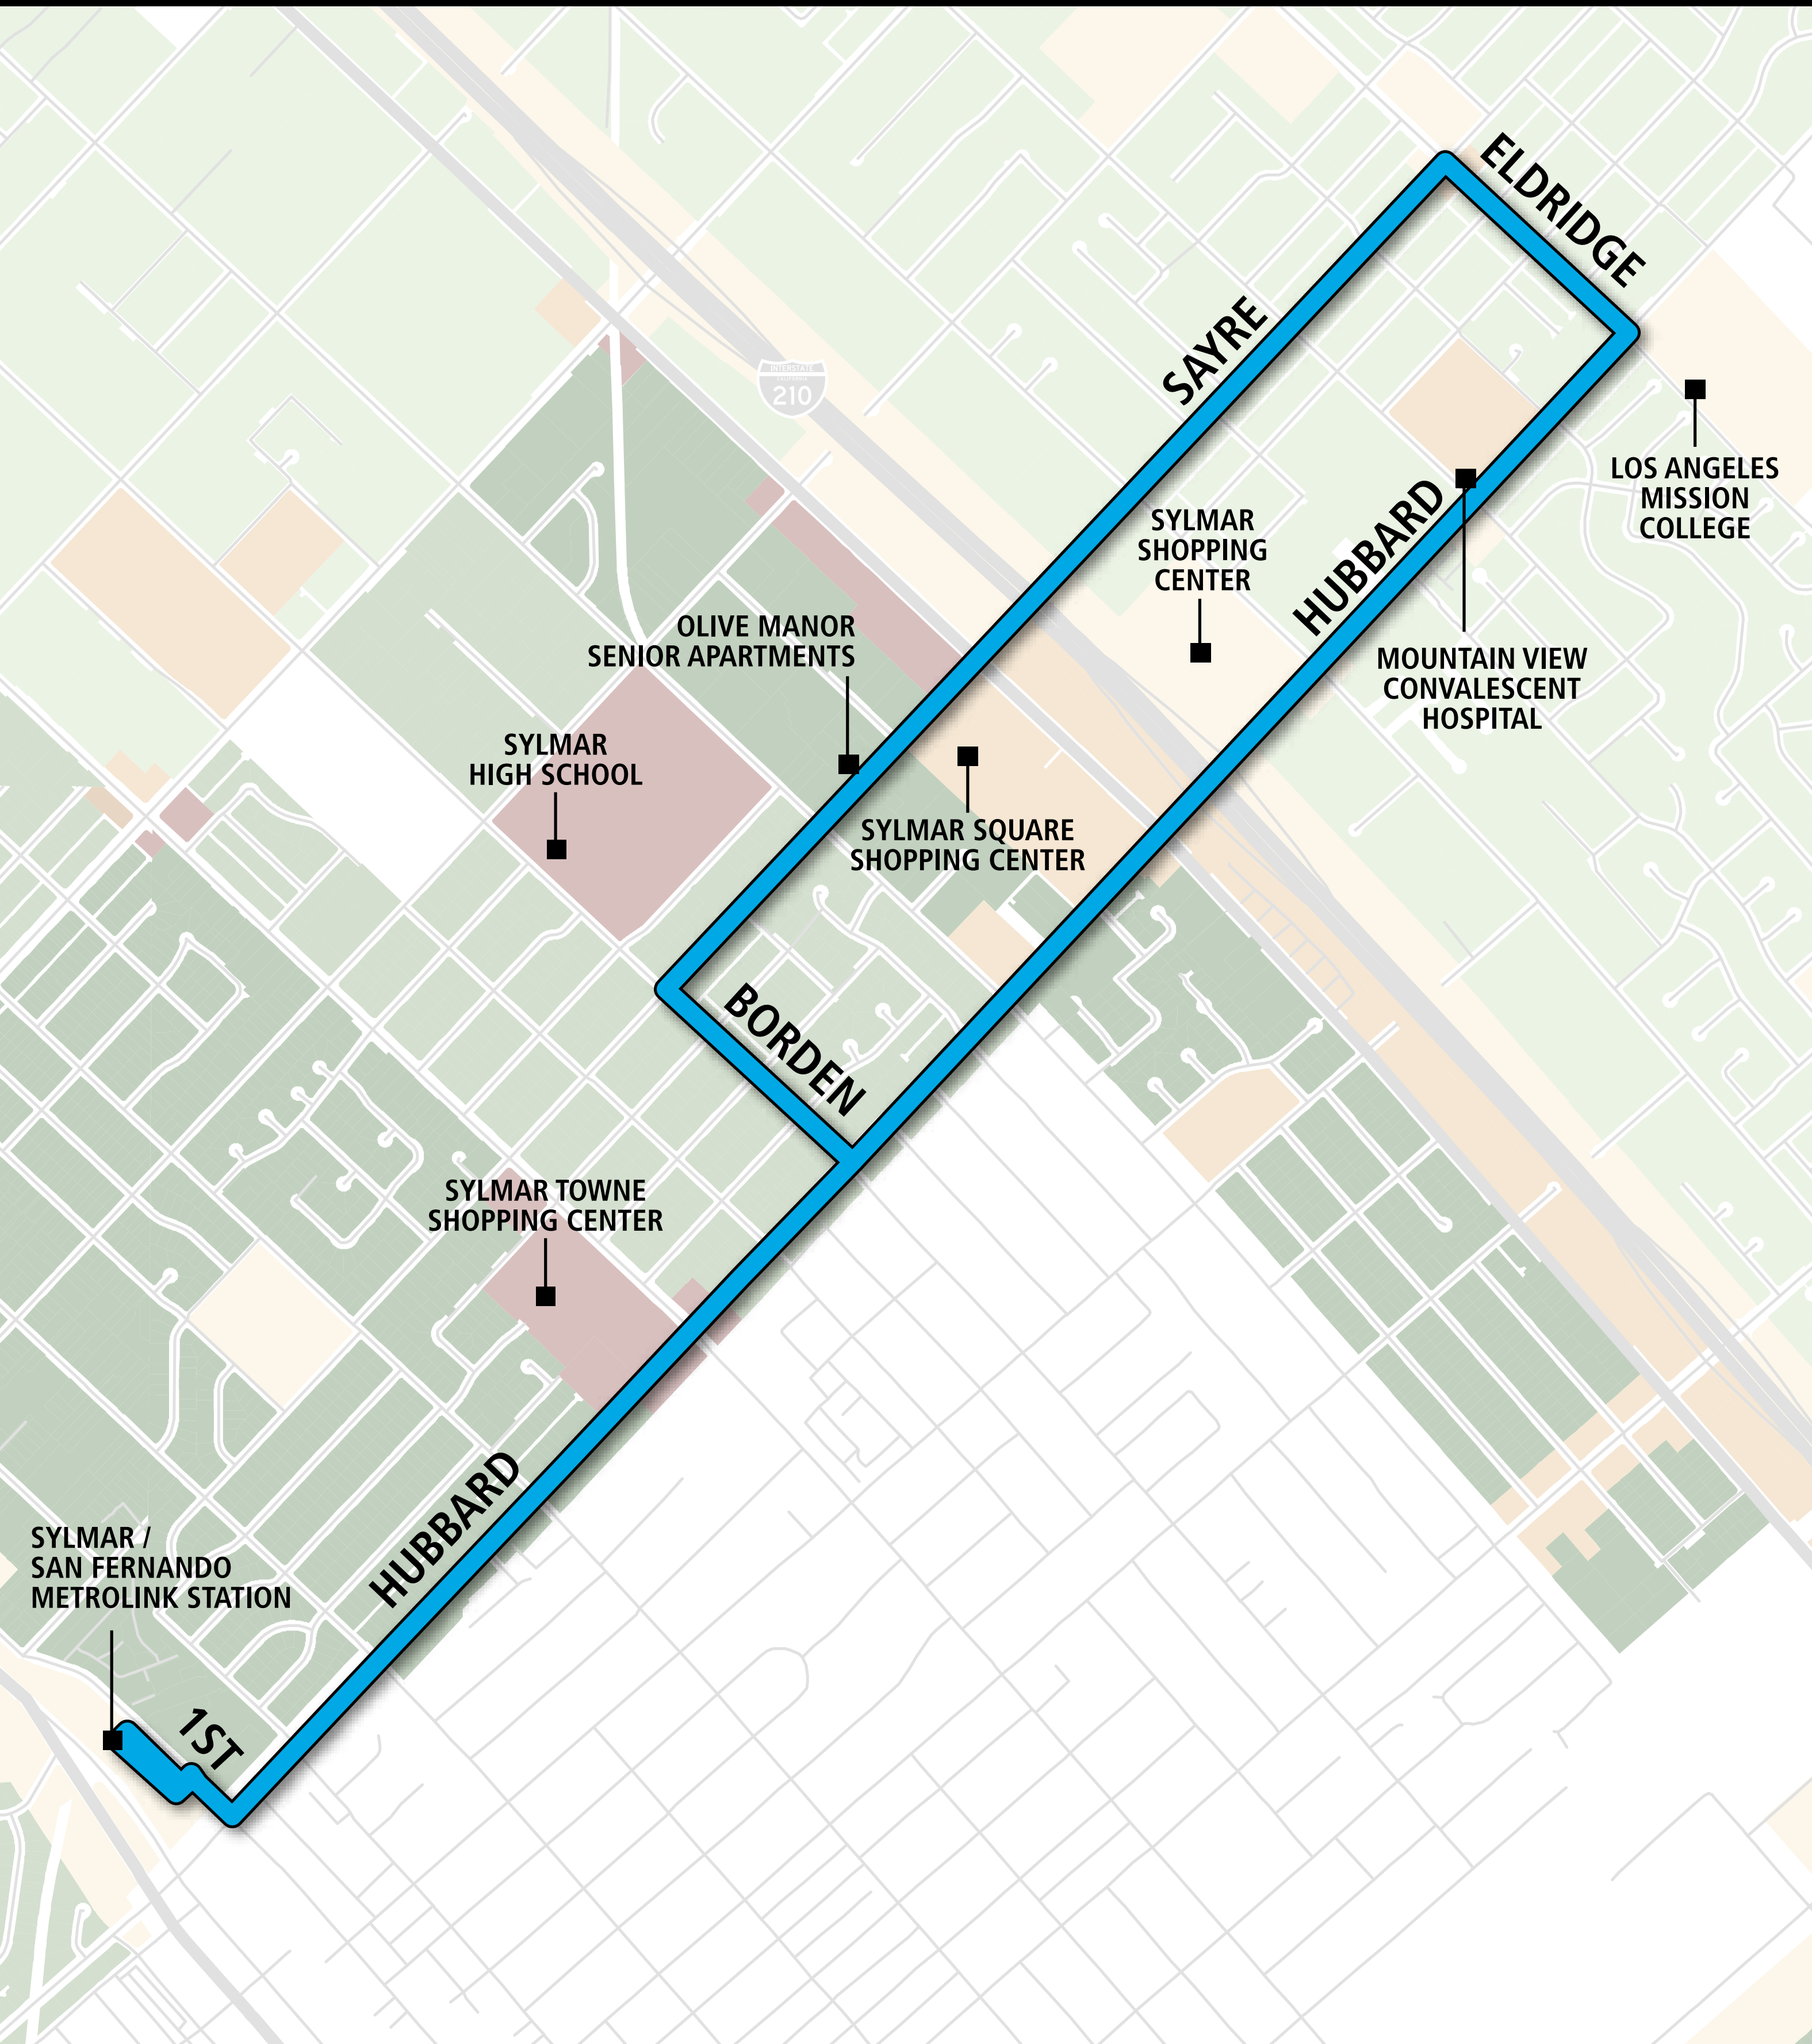 ELDRIDGE
SAYRE
INTERSTATE
CALIFORNIA
210
LOS ANGELES
MISSION
COLLEGE
HUBBARD
SYLMAR
SHOPPING
CENTER
OLIVE MANOR
SENIOR APARTMENTS
MOUNTAIN VIEW
CONVALESCENT
HOSPITAL
SYLMAR
HIGH SCHOOL
SYLMAR SQUARE
SHOPPING CENTER
BORDEN
SYLMAR TOWNE
SHOPPING CENTER
HUBBARD
SYLMAR /
SAN FERNANDO
METROLINK STATION
1ST